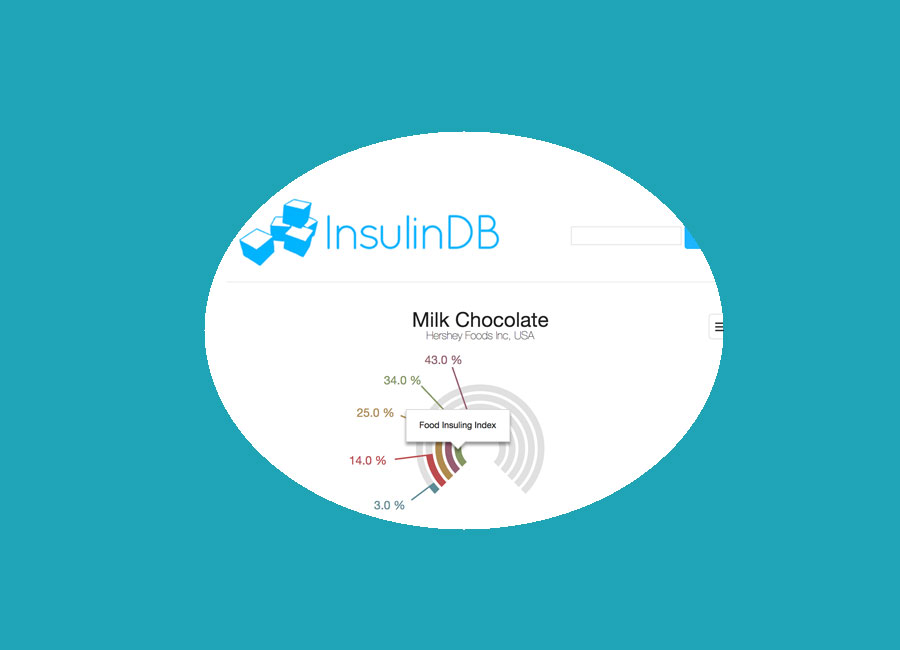 InsulinDB
Milk Chocolate
Hershey Foods Inc, USA
43.0 %
34.0 %
25.0 %
Food Insuling Index
14.0 %
3.0 %